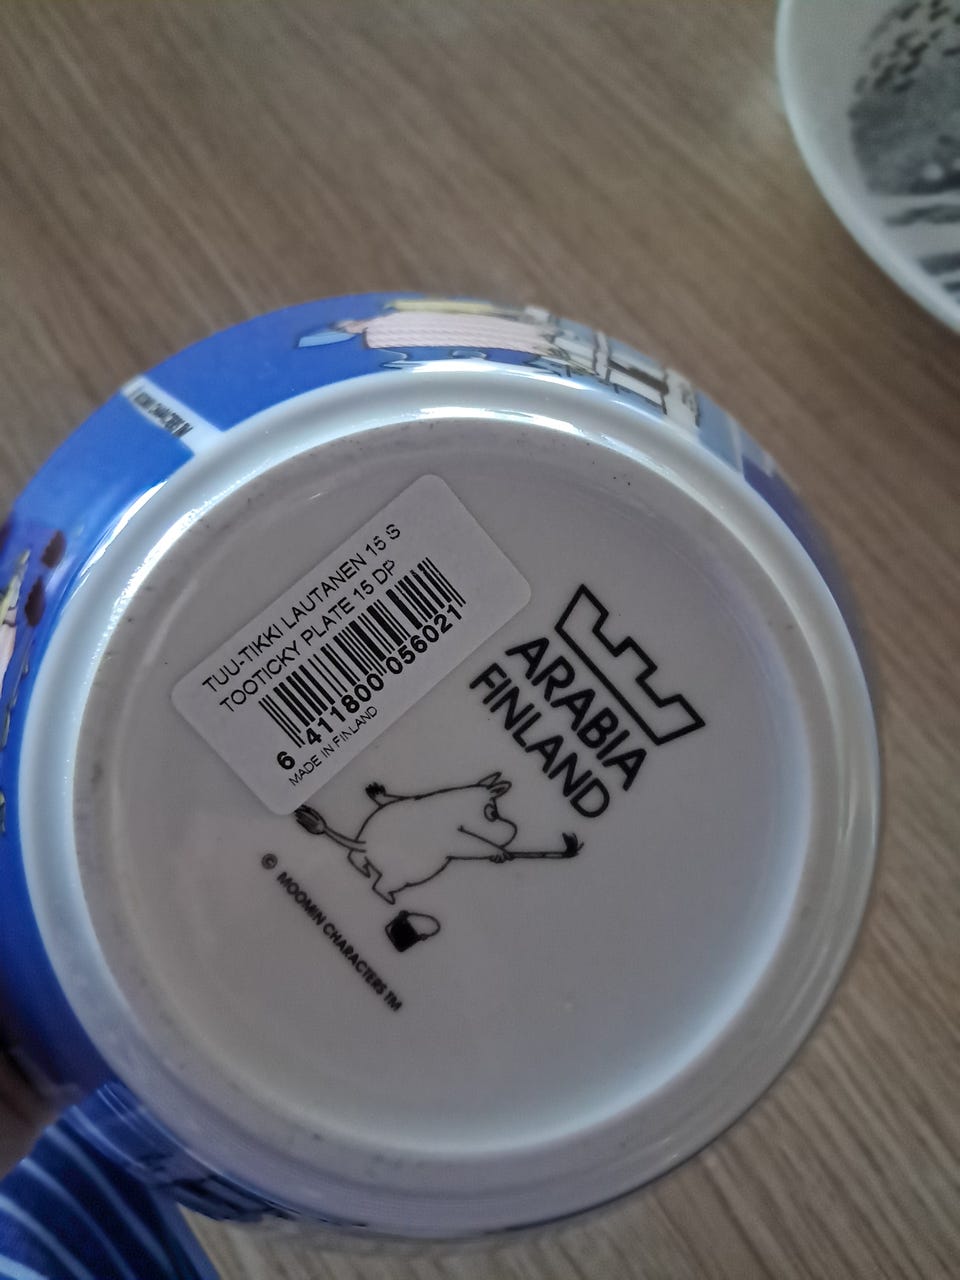 TUU-TIKKI LAUTANEN 15 S
TOOTICKY PLATE 15 DP
6 411800 056021
MADE IN FINLAND
ARABIA
FINLAND
© MOOMIN CHARACTERS TM